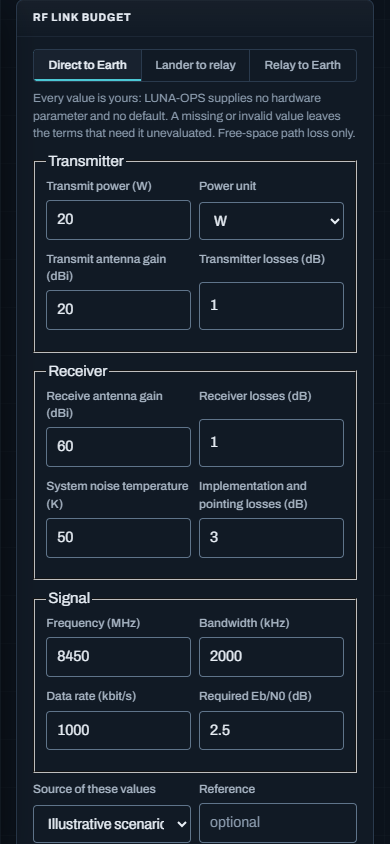 RF LINK BUDGET
Direct to Earth
Lander to relay
Relay to Earth
Every value is yours: LUNA-OPS supplies no hardware
parameter and no default. A missing or invalid value leaves
the terms that need it unevaluated. Free-space path loss only.
Transmitter
Transmit power (W)
Power unit
20
W
Transmit antenna gain
(dBi)
Transmitter losses (dB)
20
1
Receiver
Receive antenna gain
(dBi)
Receiver losses (dB)
60
1
System noise temperature
(K)
Implementation and
pointing losses (dB)
50
3
Signal
Frequency (MHz)
Bandwidth (kHz)
8450
2000
Data rate (kbit/s)
Required Eb/N0 (dB)
1000
2.5
Source of these values
Reference
Illustrative scenaric
optional